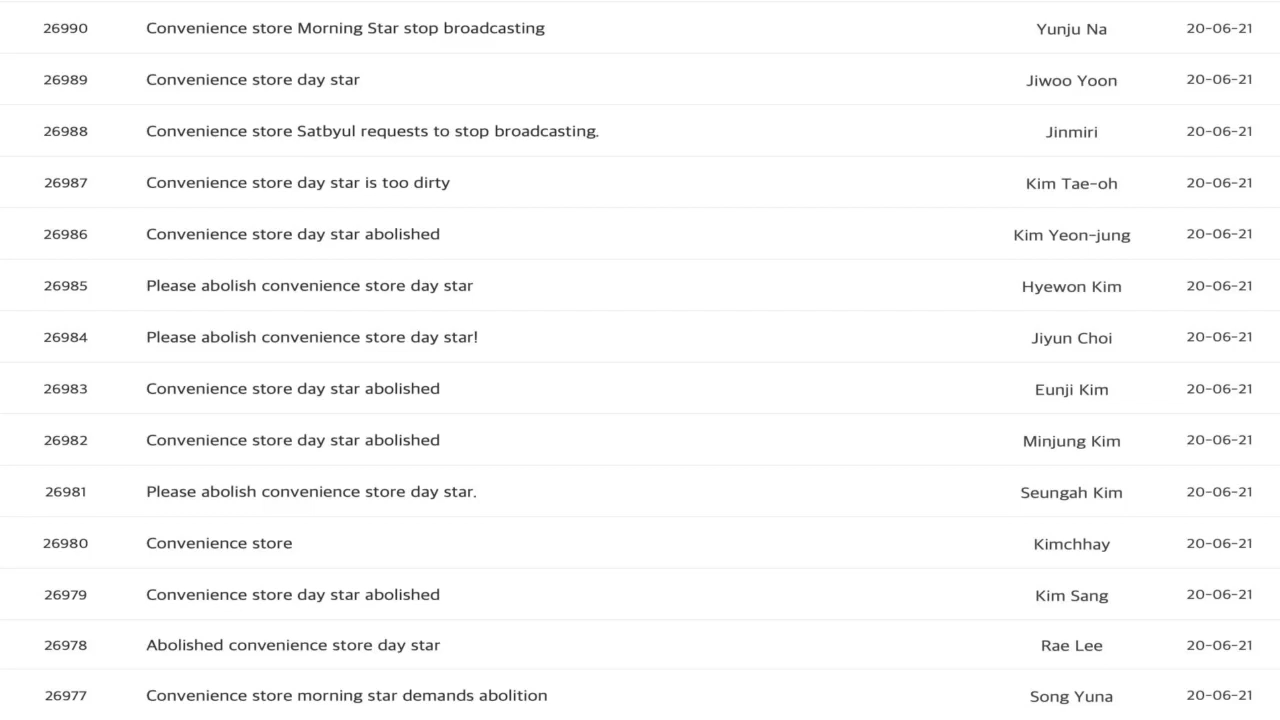 26990 Convenience store Morning Star stop broadcasting Yunju Na 20-06-21
26989 Convenience store day star Jiwoo Yoon 20-06-21
26988 Convenience store Satbyul requests to stop broadcasting. Jinmiri 20-06-21
26987 Convenience store day star is too dirty Kim Tae-oh 20-06-21
26986 Convenience store day star abolished Kim Yeon-jung 20-06-21
26985 Please abolish convenience store day star Hyewon Kim 20-06-21
26984 Please abolish convenience store day star! Jiyun Choi 20-06-21
26983 Convenience store day star abolished Eunji Kim 20-06-21
26982 Convenience store day star abolished Minjung Kim 20-06-21
26981 Please abolish convenience store day star. Seungah Kim 20-06-21
26980 Convenience store Kimchhay 20-06-21
26979 Convenience store day star abolished Kim Sang 20-06-21
26978 Abolished convenience store day star Rae Lee 20-06-21
26977 Convenience store morning star demands abolition Song Yuna 20-06-21